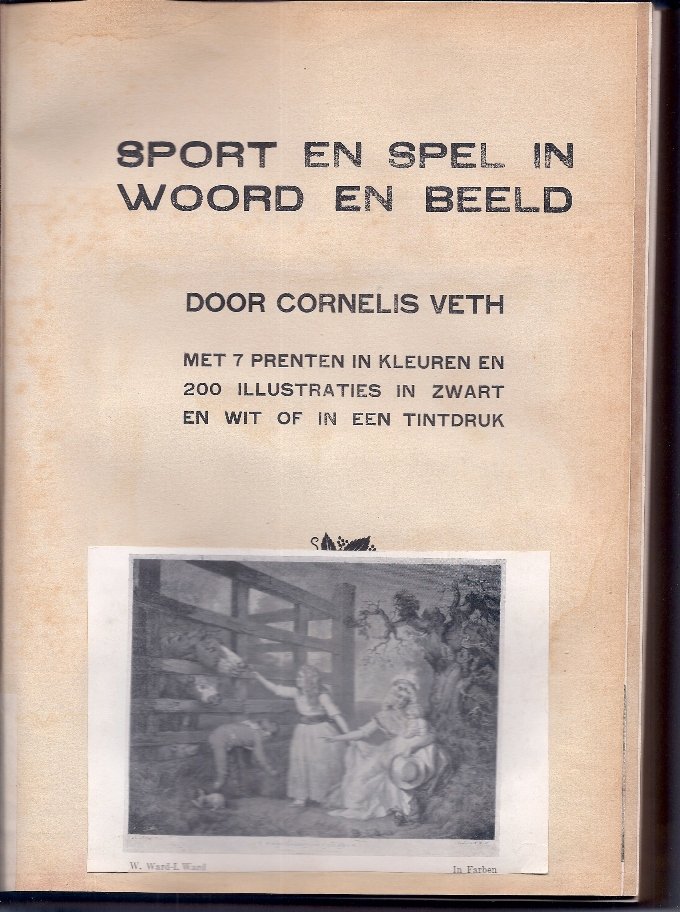 SPORT EN SPEL IN
WOORD EN BEELD
DOOR CORNELIS VETH
MET 7 PRENTEN IN KLEUREN EN
200 ILLUSTRATIES IN ZWART
EN WIT OF IN EEN TINTDRUK
W. Ward-I. Ward
In Farben